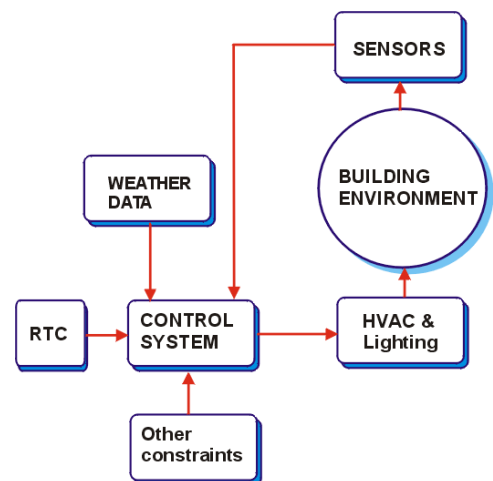 SENSORS
BUILDING
ENVIRONMENT
WEATHER
DATA
RTC
CONTROL
SYSTEM
HVAC &
Lighting
Other
constraints